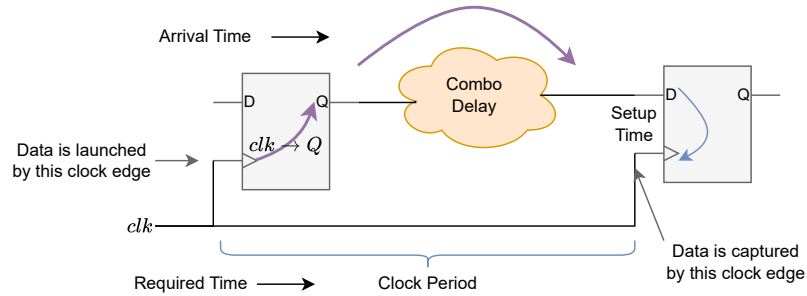 Arrival Time
Combo
Delay
D
Q
D
Q
Setup
Time
clk → Q
Data is launched
by this clock edge
clk
Data is captured
by this clock edge
Required Time
Clock Period